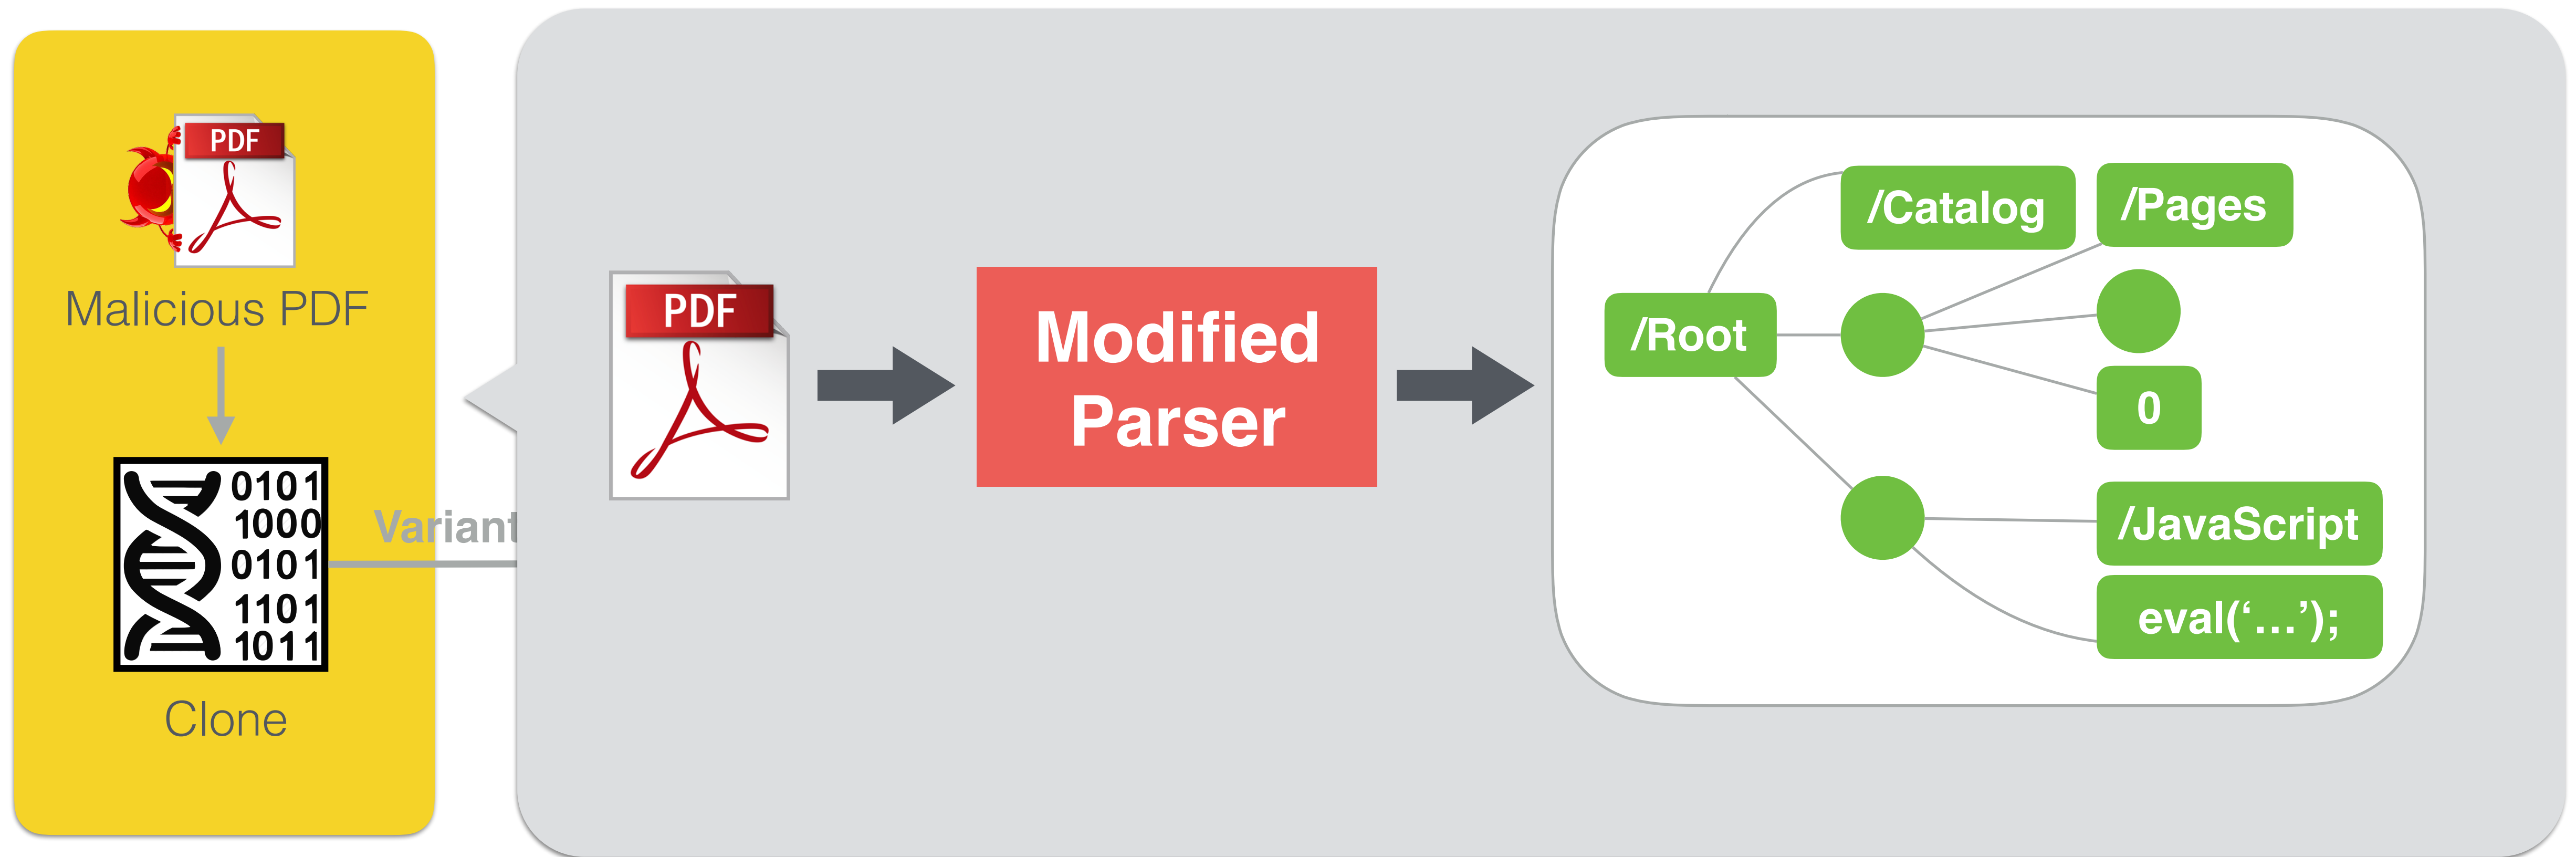 PDF
Malicious PDF
0101
1000
0101
1101
1011
Clone
Variant
PDF
Modified
Parser
/Root
/Catalog
/Pages
0
/JavaScript
eval(‘...’);